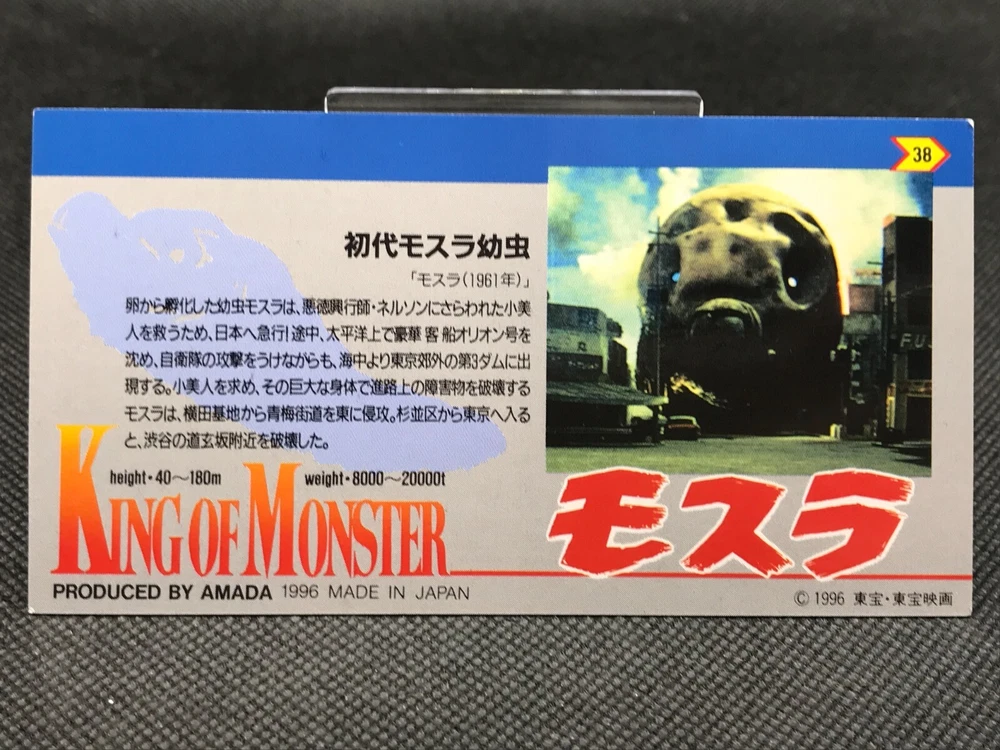 38
初代モスラ幼虫
「モスラ(1961年)」
卵から孵化した幼虫モスラは、悪徳興行師・ネルソンにさらわれた小美
人を救うため、日本へ急行!途中、太平洋上で豪華客船オリオン号を
沈め、自衛隊の攻撃をうけながらも、海中より東京郊外の第3ダムに出
現する。小美人を求め、その巨大な身体で進路上の障害物を破壊する
モスラは、横田基地から青梅街道を東に侵攻。杉並区から東京へ入る
と、渋谷の道玄坂附近を破壊した。
height・40〜180m weight・8000〜20000t
KING OF MONSTER
モスラ
PRODUCED BY AMADA 1996 MADE IN JAPAN
© 1996 東宝・東宝映画
FU